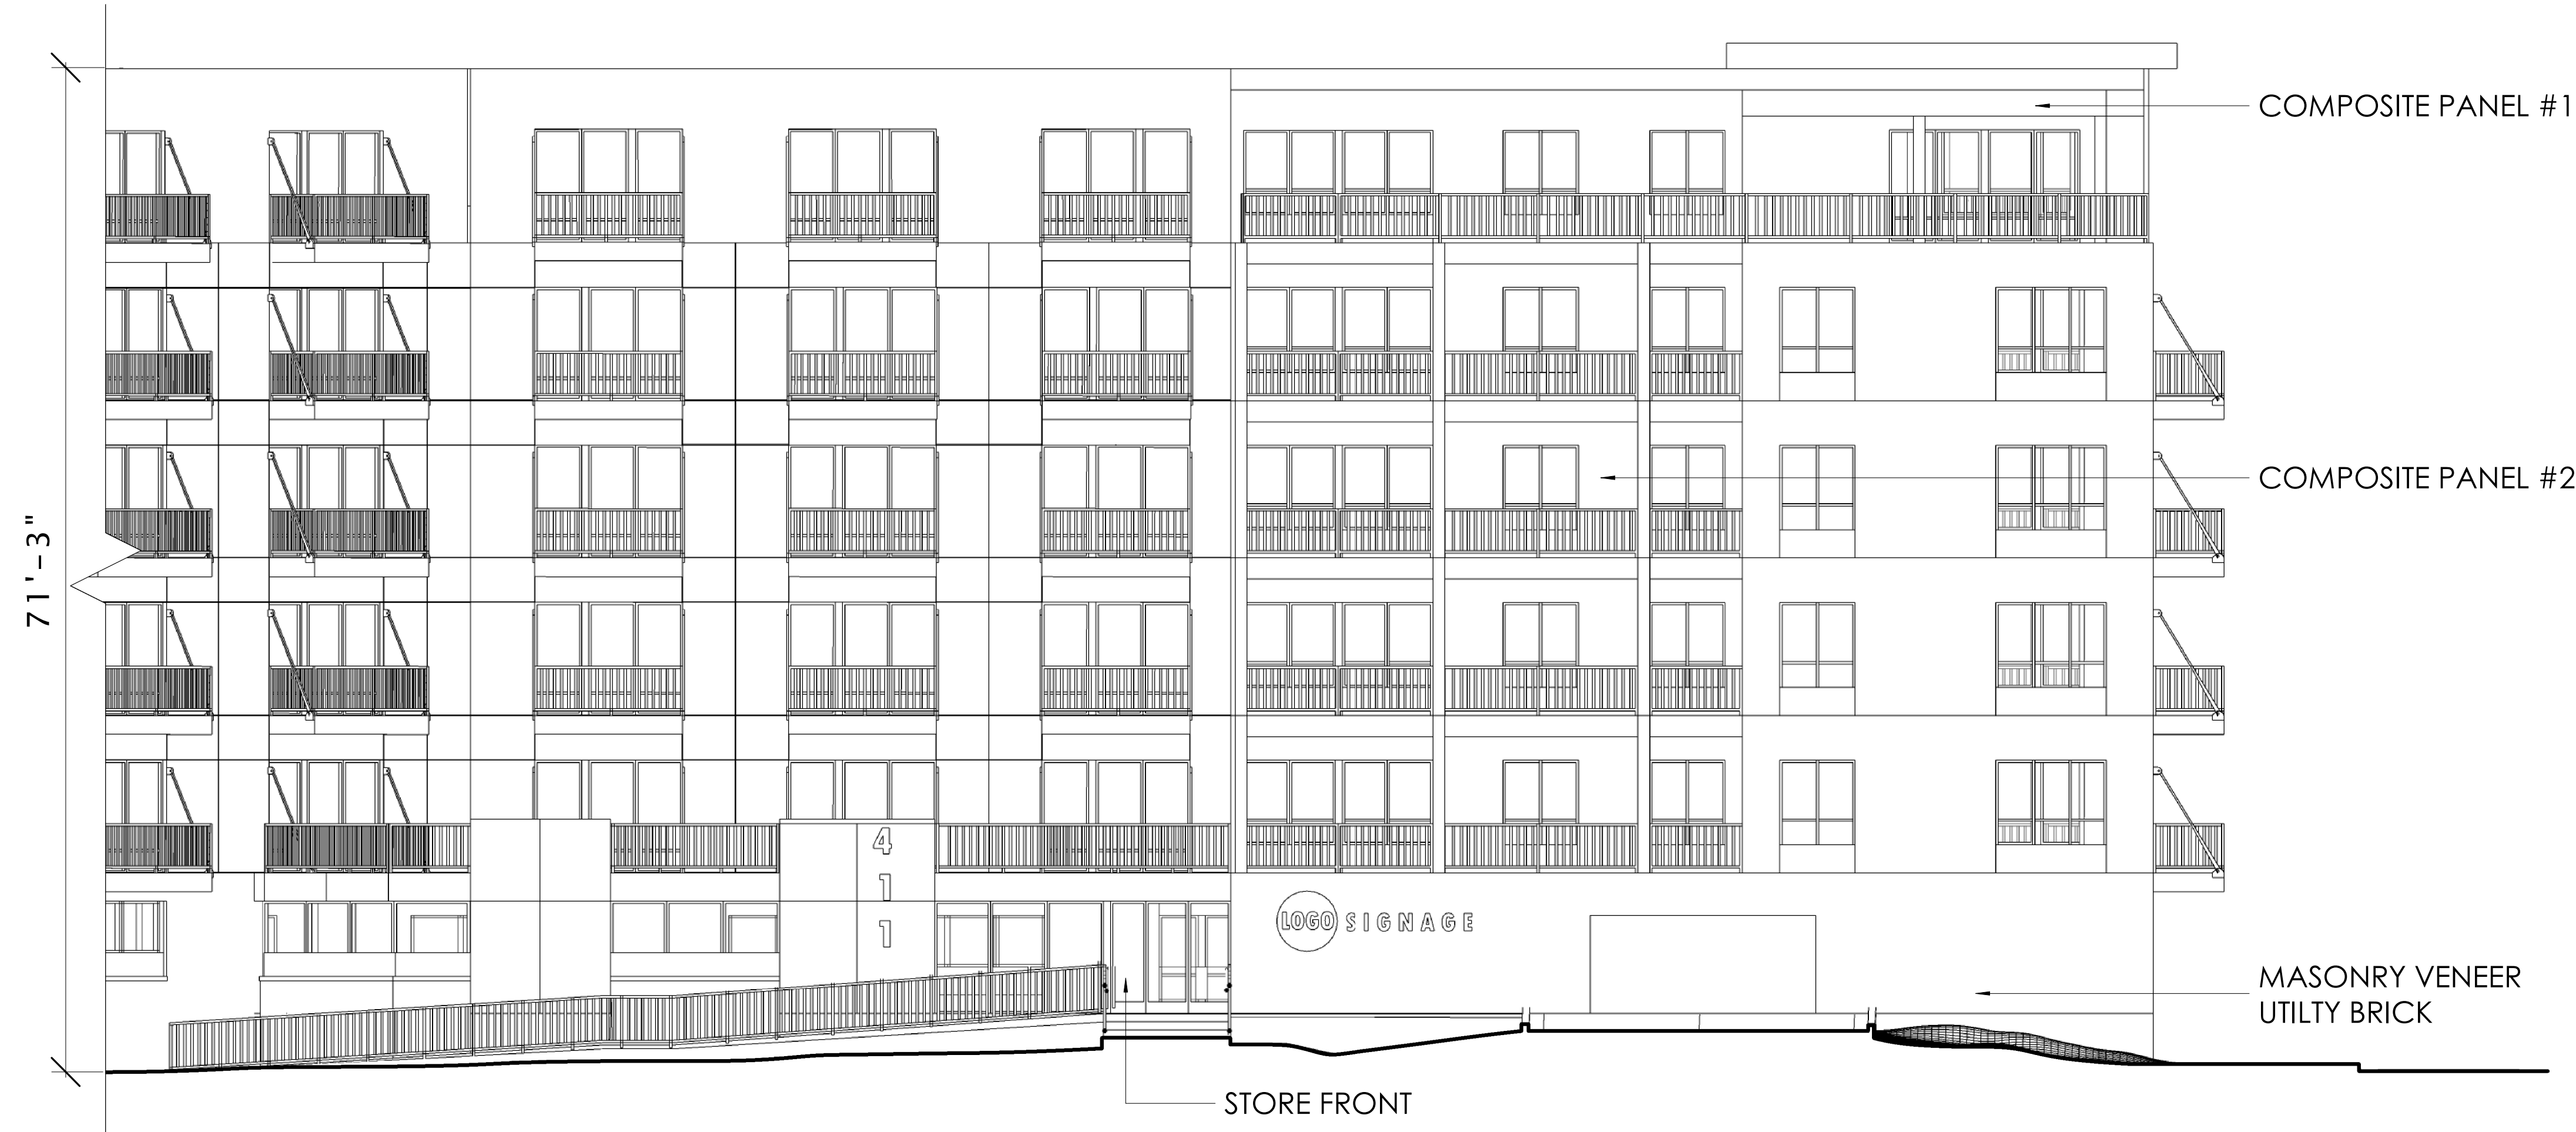 COMPOSITE PANEL #1
COMPOSITE PANEL #2
71'-3"
4
1
1
LOGO SIGNAGE
MASONRY VENEER
UTILTY BRICK
STORE FRONT